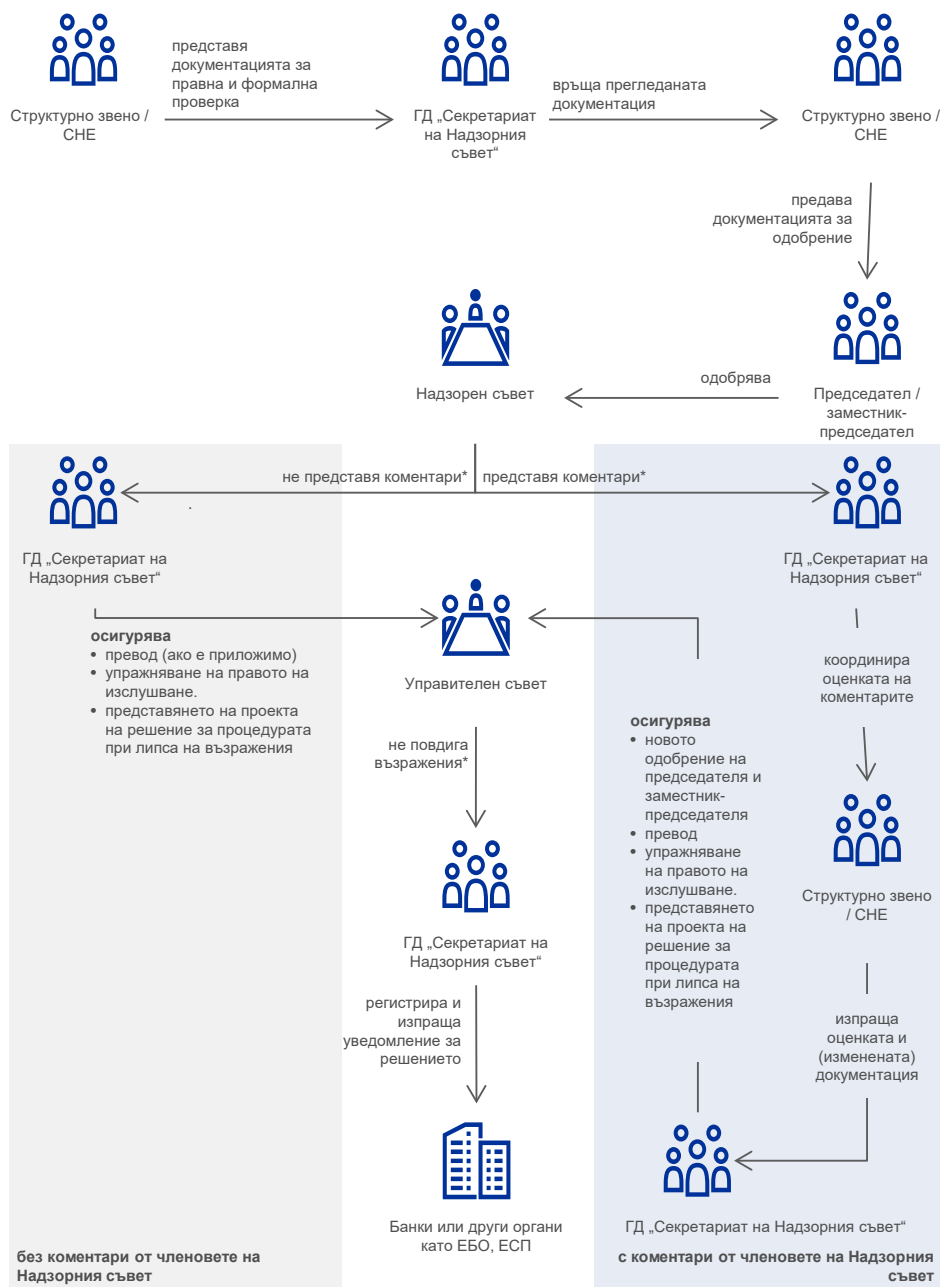 представя
документацията за
правна и формална
проверка
Структурно звено /
СНЕ
ГД „Секретариат
на Надзорния
съвет“
връща прегледаната
документация
Структурно звено /
СНЕ
предава
документацията за
одобрение
Надзорен съвет
одобрява
Председател /
заместник-
председател
не представя коментари*
представя коментари*
ГД „Секретариат на
Надзорния съвет“
ГД „Секретариат на
Надзорния съвет“
осигурява
• превод (ако е приложимо)
• упражняване на правото на
изслушване.
• представянето на проекта
на решение за процедурата
при липса на възражения
Управителен съвет
координира
оценката на
коментарите
не повдига
възражения*
осигурява
• новото
одобрение на
председателя и
заместник-
председателя
• превод
• упражняване
на правото на
изслушване.
• представянето
на проекта на
решение за
процедурата
при липса на
възражения
Структурно звено
/ СНЕ
ГД „Секретариат на
Надзорния съвет“
регистрира и
изпраща
уведомление за
решението
изпраща
оценката и
(изменената)
документация
Банки или други органи
като ЕБО, ЕСП
ГД „Секретариат на Надзорния съвет“
без коментари от членовете на
Надзорния съвет
с коментари от членовете на Надзорния
съвет